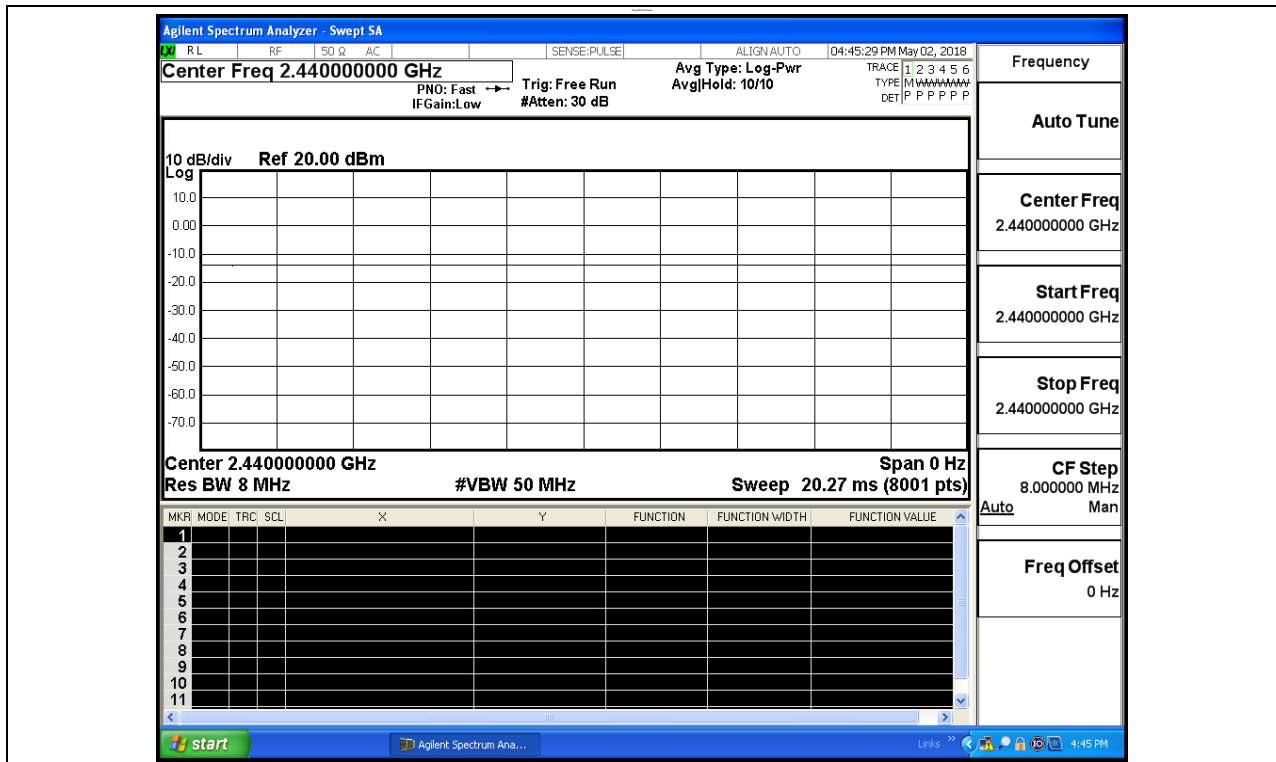 Agilent Spectrum Analyzer - Swept SA
LXI RL RF 50 Ω AC SENSE:PULSE ALIGN AUTO 04:45:29 PM May 02, 2018
Center Freq 2.440000000 GHz
PNO: Fast
IFGain:Low
Trig: Free Run
#Atten: 30 dB
Avg Type: Log-Pwr
Avg|Hold: 10/10
TRACE 1 2 3 4 5 6
TYPE M W W W W W
DET P P P P P P
10 dB/div Ref 20.00 dBm
Log
10.0
0.00
-10.0
-20.0
-30.0
-40.0
-50.0
-60.0
-70.0
Center 2.440000000 GHz Span 0 Hz
Res BW 8 MHz #VBW 50 MHz Sweep 20.27 ms (8001 pts)
MKR MODE TRC SCL X Y FUNCTION FUNCTION WIDTH FUNCTION VALUE
1
2
3
4
5
6
7
8
9
10
11
Frequency
Auto Tune
Center Freq
2.440000000 GHz
Start Freq
2.440000000 GHz
Stop Freq
2.440000000 GHz
CF Step
8.000000 MHz
Auto Man
Freq Offset
0 Hz
start Agilent Spectrum Ana... Links » 4:45 PM